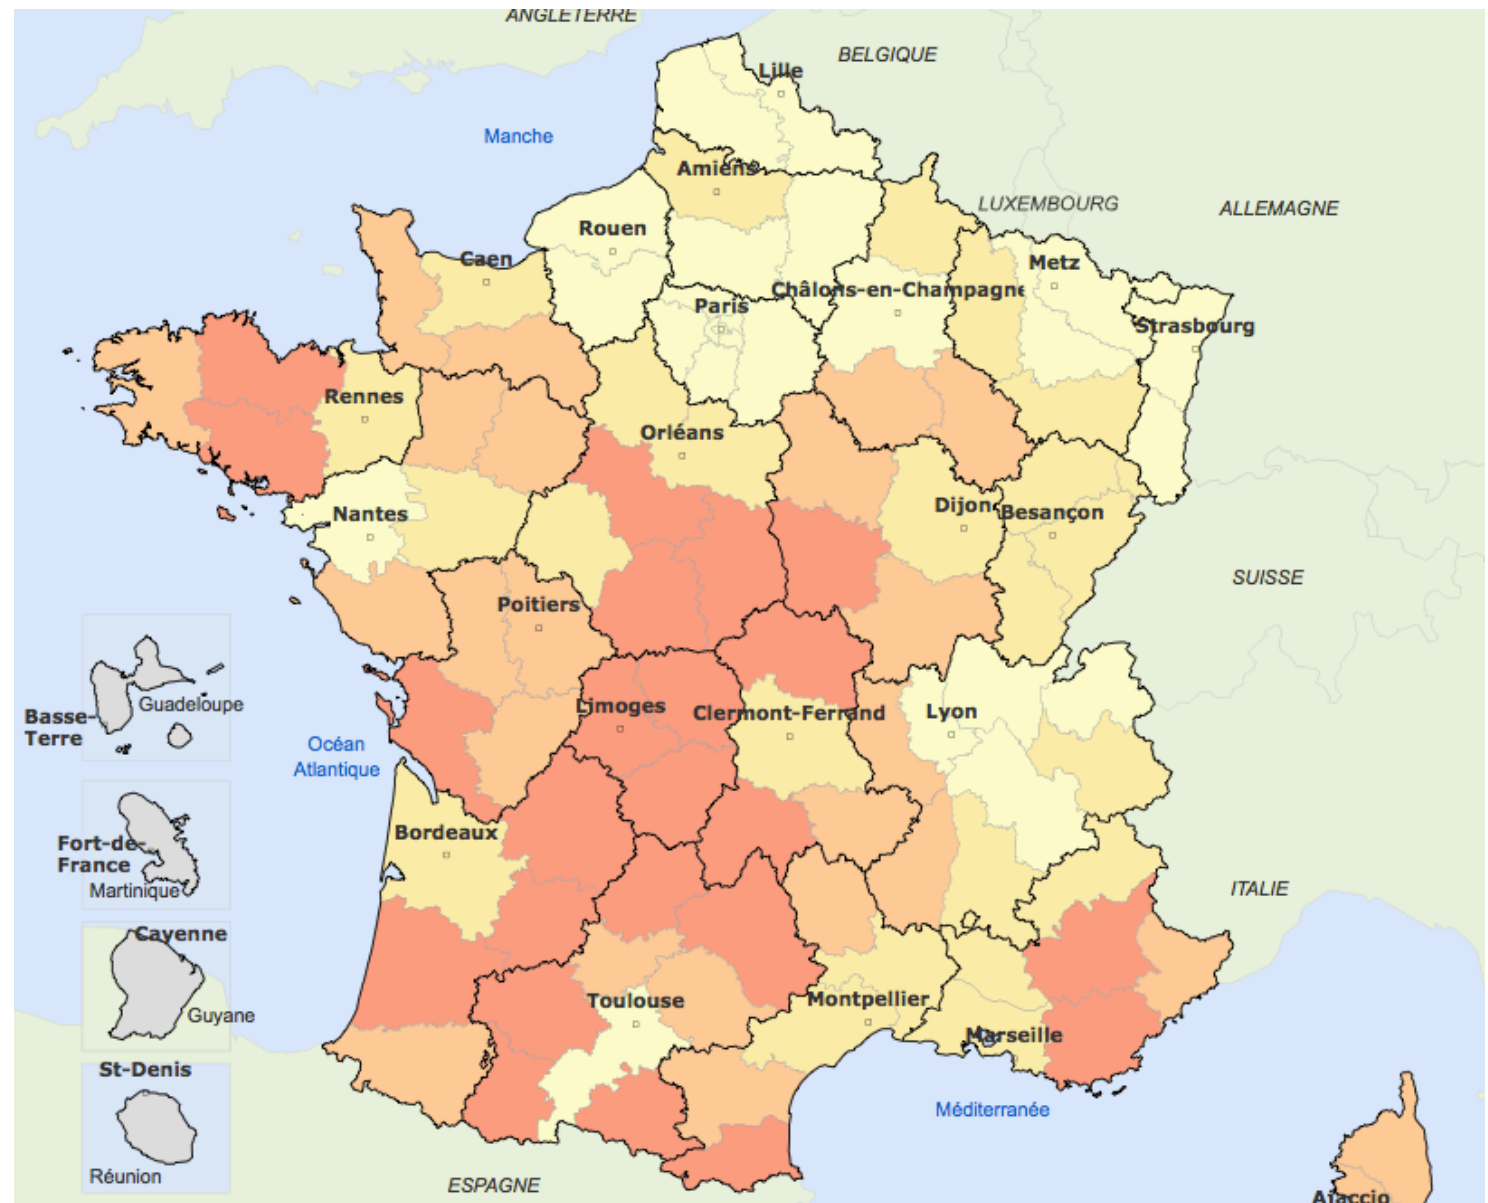 ANGLETERRE
BELGIQUE
Lille
Manche
Amiens
LUXEMBOURG
ALLEMAGNE
Rouen
Caen
Metz
Châlons-en-Champagne
Paris
Strasbourg
Rennes
Orléans
Nantes
Dijon
Besançon
SUISSE
Poitiers
Guadeloupe
Basse-
Terre
Limoges
Clermont-Ferrand
Lyon
Océan
Atlantique
Bordeaux
Fort-de-
France
Martinique
ITALIE
Cayenne
Guyane
Toulouse
Montpellier
Marseille
St-Denis
Méditerranée
Réunion
ESPAGNE
Ajaccio